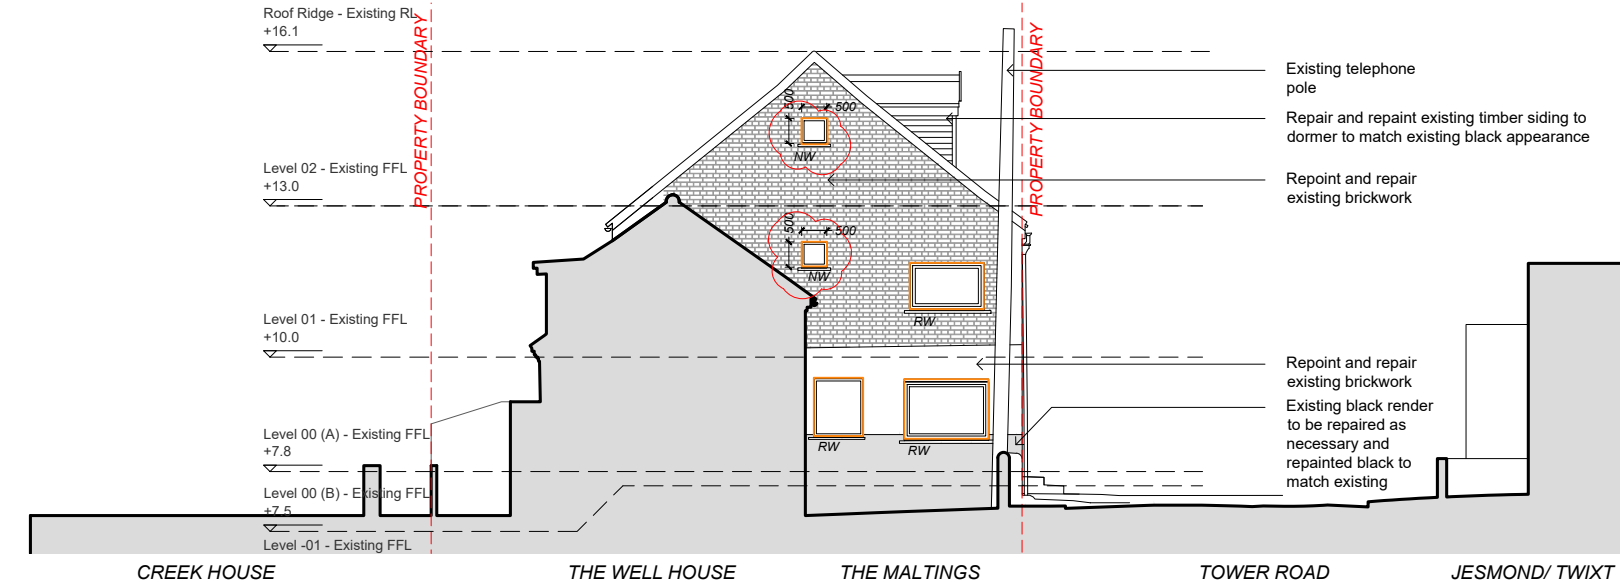 Roof Ridge - Existing RL
+16.1
PROPERTY BOUNDARY
Level 02 - Existing FFL
+13.0
Level 01 - Existing FFL
+10.0
Level 00 (A) - Existing FFL
+7.8
Level 00 (B) - Existing FFL
+7.5
Level -01 - Existing FFL
500
500
NW
500
500
NW
RW
RW
RW
PROPERTY BOUNDARY
Existing telephone
pole
Repair and repaint existing timber siding to
dormer to match existing black appearance
Repoint and repair
existing brickwork
Repoint and repair
existing brickwork
Existing black render
to be repaired as
necessary and
repainted black to
match existing
CREEK HOUSE
THE WELL HOUSE
THE MALTINGS
TOWER ROAD
JESMOND/ TWIXT